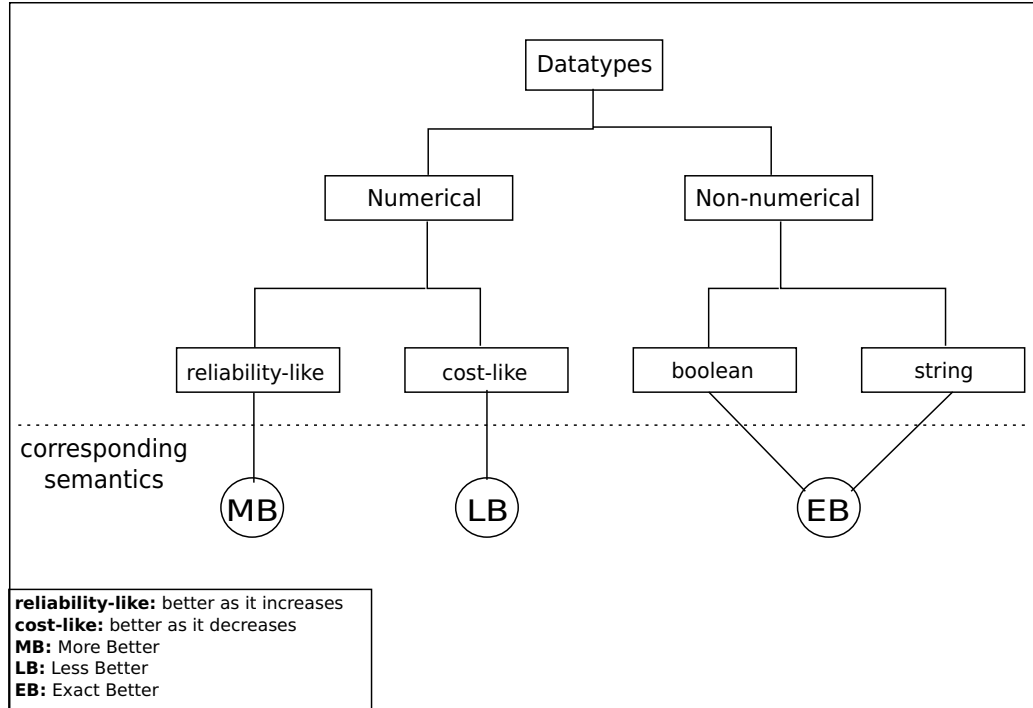 Datatypes
Numerical
Non-numerical
reliability-like
cost-like
boolean
string
corresponding
semantics
MB
LB
EB
reliability-like: better as it increases
cost-like: better as it decreases
MB: More Better
LB: Less Better
EB: Exact Better